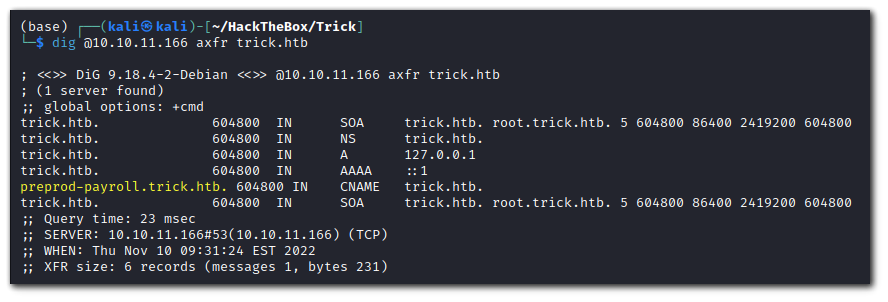 (base) ┌──(kali㉿kali)-[~/HackTheBox/Trick]
└─$ dig @10.10.11.166 axfr trick.htb
; <<>> DiG 9.18.4-2-Debian <<>> @10.10.11.166 axfr trick.htb
; (1 server found)
;; global options: +cmd
trick.htb. 604800 IN SOA trick.htb. root.trick.htb. 5 604800 86400 2419200 604800
trick.htb. 604800 IN NS trick.htb.
trick.htb. 604800 IN A 127.0.0.1
trick.htb. 604800 IN AAAA ::1
preprod-payroll.trick.htb. 604800 IN CNAME trick.htb.
trick.htb. 604800 IN SOA trick.htb. root.trick.htb. 5 604800 86400 2419200 604800
;; Query time: 23 msec
;; SERVER: 10.10.11.166#53(10.10.11.166) (TCP)
;; WHEN: Thu Nov 10 09:31:24 EST 2022
;; XFR size: 6 records (messages 1, bytes 231)